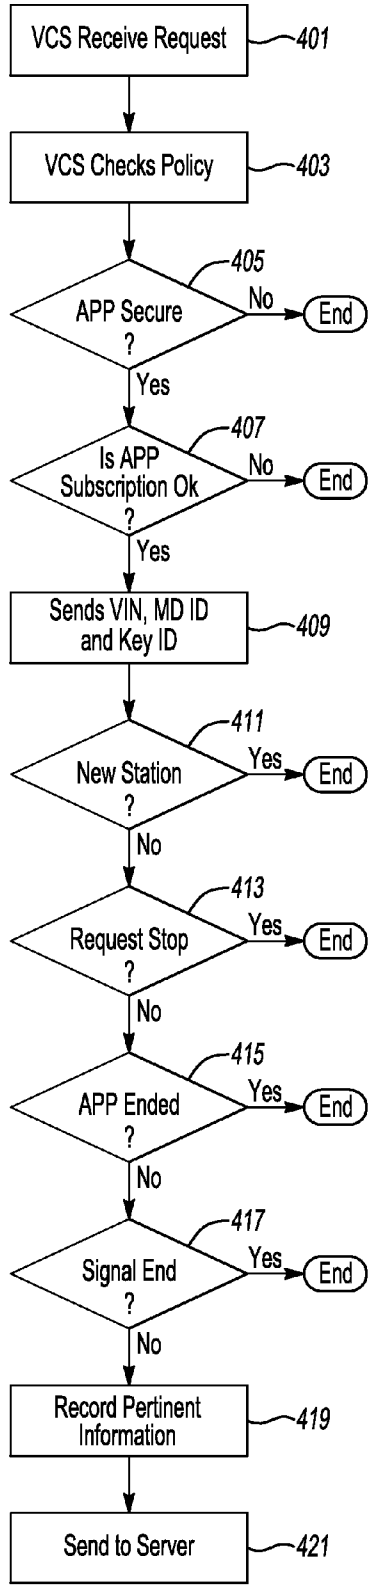 VCS Receive Request
401
VCS Checks Policy
403
405
APP Secure
?
No
End
Yes
407
Is APP
Subscription Ok
?
No
End
Yes
Sends VIN, MD ID
and Key ID
409
411
New Station
?
Yes
End
No
413
Request Stop
?
Yes
End
No
415
APP Ended
?
Yes
End
No
417
Signal End
?
Yes
End
No
Record Pertinent
Information
419
Send to Server
421